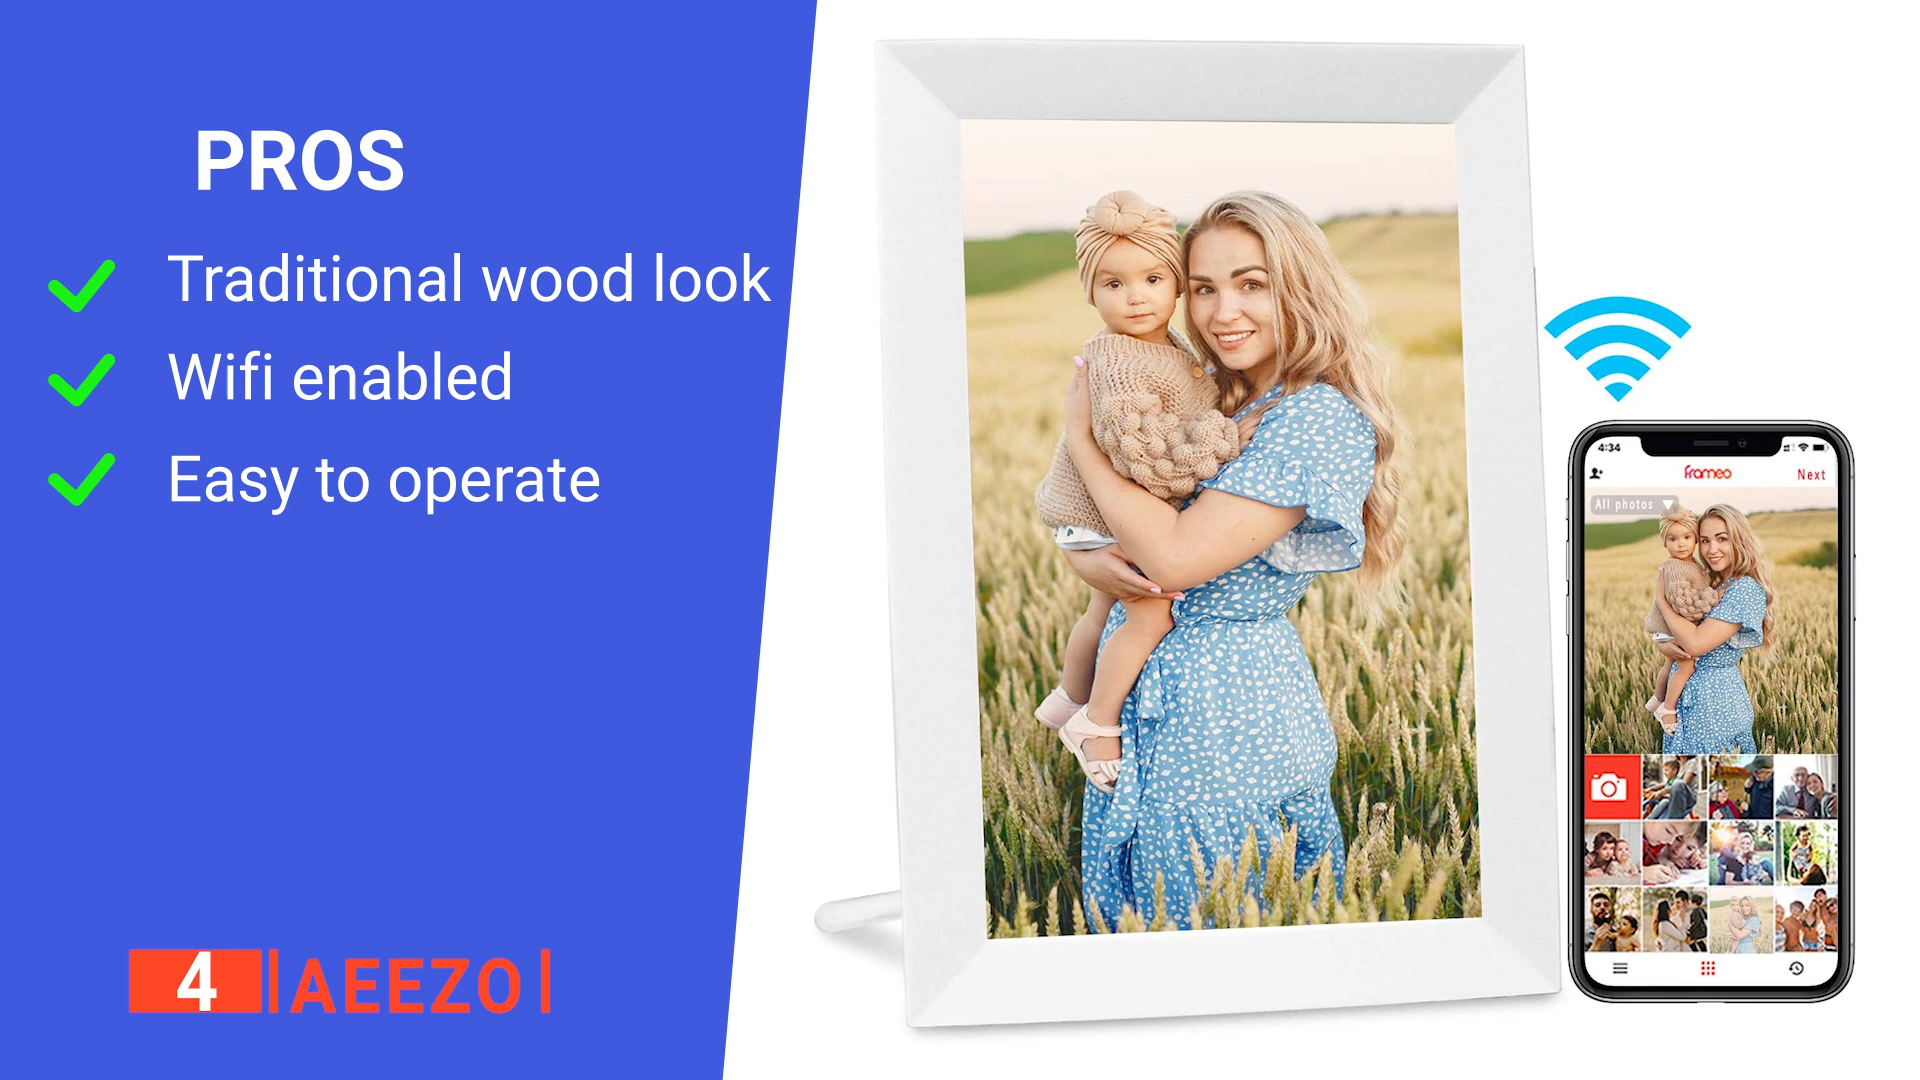 PROS
Traditional wood look
Wifi enabled
Easy to operate
4 |AEEZO|
4:34
frameo
Next
All photos